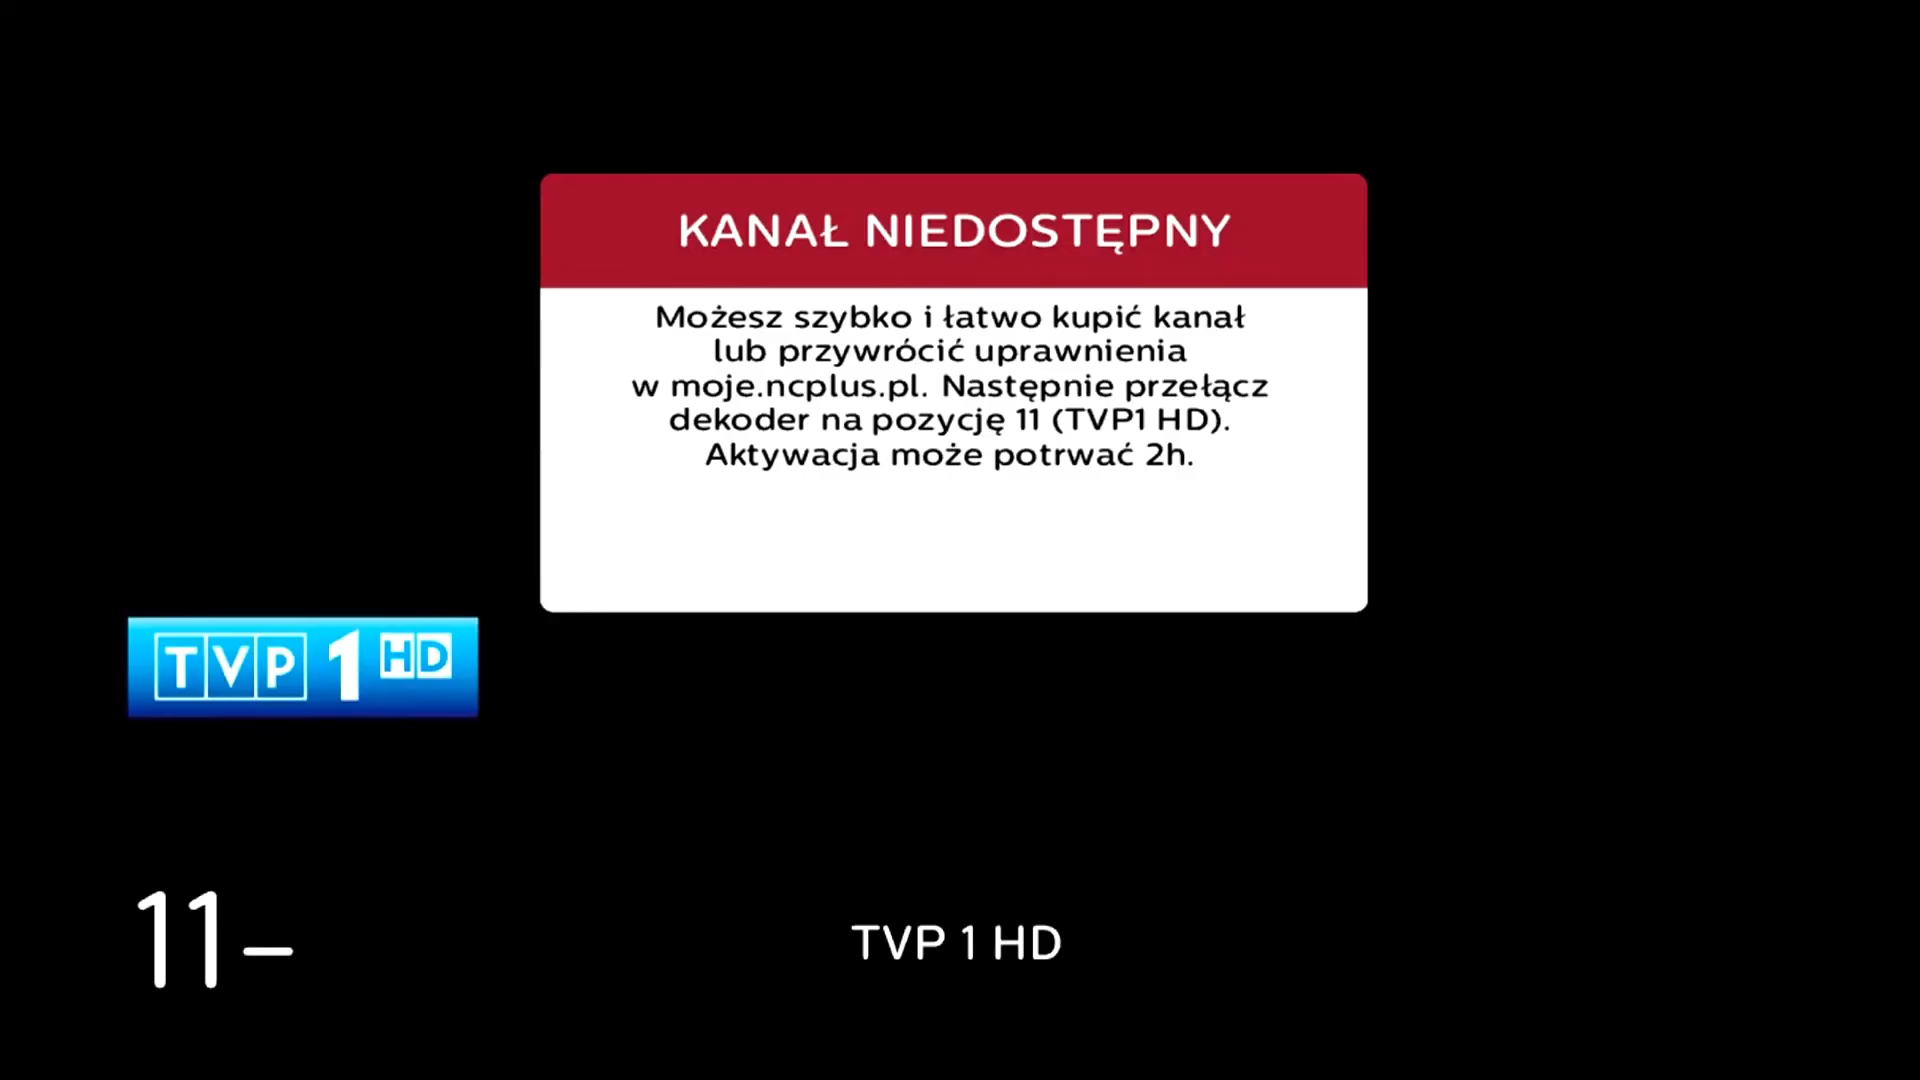 KANAŁ NIEDOSTĘPNY
Możesz szybko i łatwo kupić kanał
lub przywrócić uprawnienia
w moje.ncplus.pl. Następnie przełącz
dekoder na pozycję 11 (TVP1 HD).
Aktywacja może potrwać 2h.
TVP 1 HD
11–
TVP 1 HD